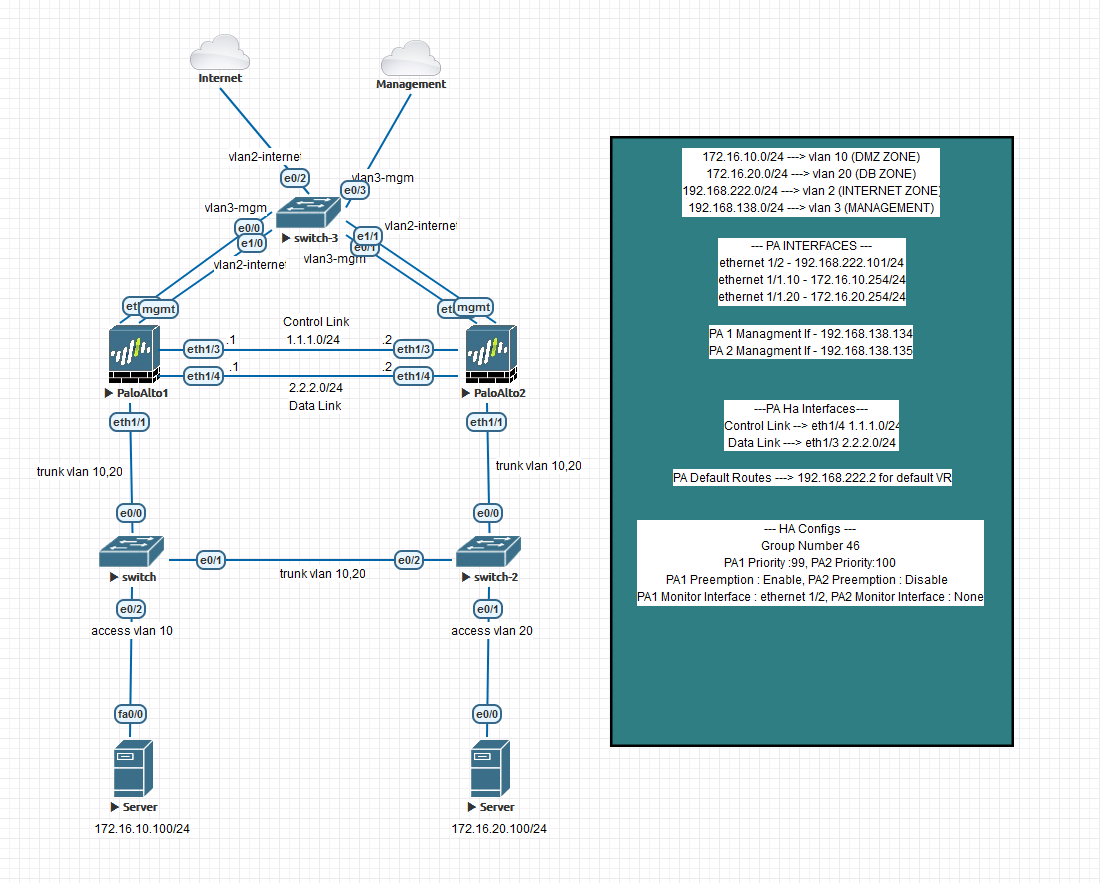 Internet
Management
vlan2-internet
e0/2
vlan3-mgm
e0/3
vlan3-mgm
e0/0
e1/0
switch-3
e1/1
e0/1
vlan2-internet
vlan2-internet
vlan3-mgm
mgmt
mgmt
Control Link
1.1.1.0/24
eth1/3
.1
.2
eth1/3
eth1/4
.1
.2
eth1/4
2.2.2.0/24
Data Link
PaloAlto1
PaloAlto2
eth1/1
eth1/1
trunk vlan 10,20
trunk vlan 10,20
e0/0
e0/0
e0/1
e0/2
trunk vlan 10,20
switch
switch-2
e0/2
e0/1
access vlan 10
access vlan 20
fa0/0
e0/0
Server
Server
172.16.10.100/24
172.16.20.100/24
172.16.10.0/24 ---> vlan 10 (DMZ ZONE)
172.16.20.0/24 ---> vlan 20 (DB ZONE)
192.168.222.0/24 ---> vlan 2 (INTERNET ZONE)
192.168.138.0/24 ---> vlan 3 (MANAGEMENT)
--- PA INTERFACES ---
ethernet 1/2 - 192.168.222.101/24
ethernet 1/1.10 - 172.16.10.254/24
ethernet 1/1.20 - 172.16.20.254/24
PA 1 Managment If - 192.168.138.134
PA 2 Managment If - 192.168.138.135
---PA Ha Interfaces---
Control Link --> eth1/4 1.1.1.0/24
Data Link ---> eth1/3 2.2.2.0/24
PA Default Routes ---> 192.168.222.2 for default VR
--- HA Configs ---
Group Number 46
PA1 Priority :99, PA2 Priority:100
PA1 Preemption : Enable, PA2 Preemption : Disable
PA1 Monitor Interface : ethernet 1/2, PA2 Monitor Interface : None